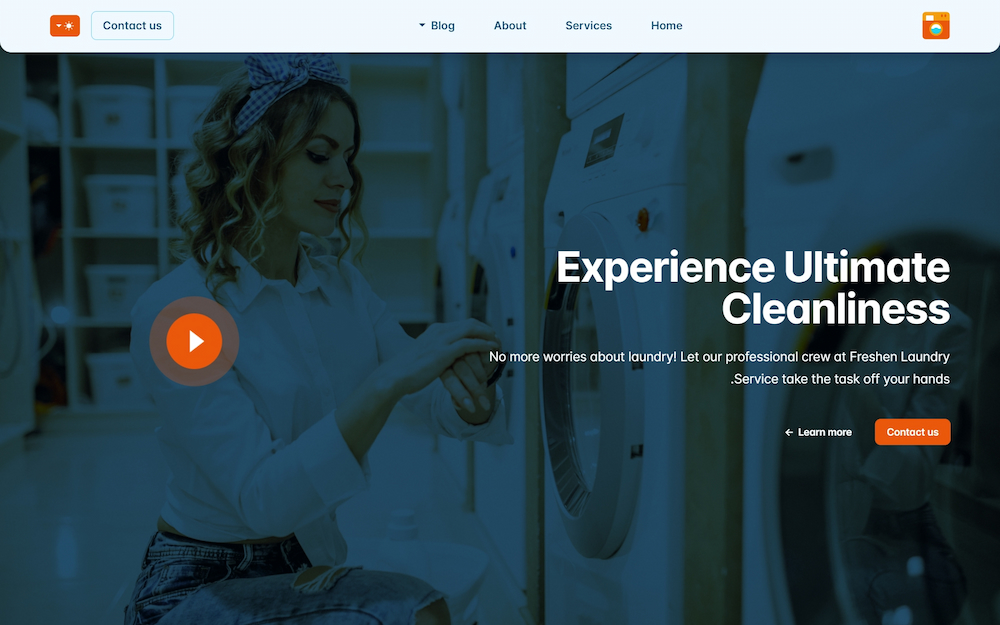 Home
Services
About
Blog
Contact us
Experience Ultimate
Cleanliness
No more worries about laundry! Let our professional crew at Freshen Laundry
.Service take the task off your hands
Contact us
Learn more ←